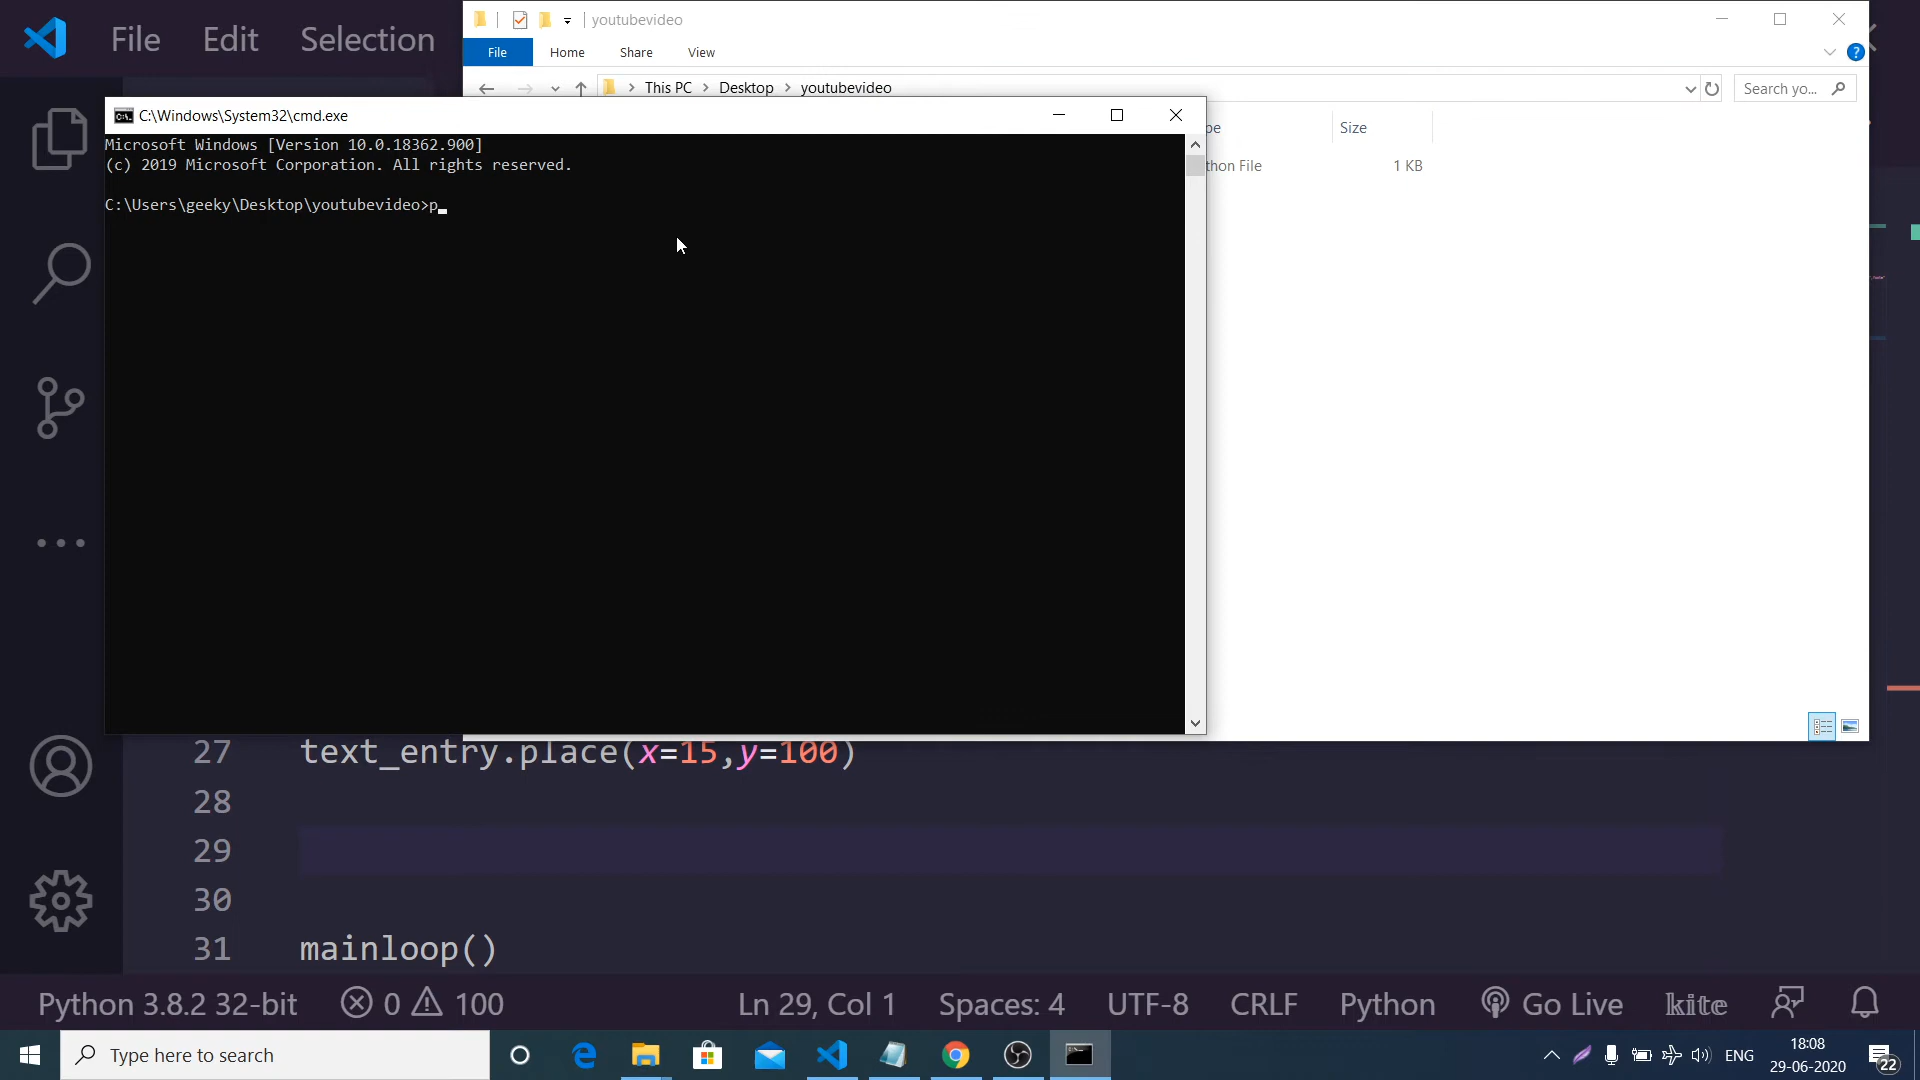 File Edit Selection
youtubevideo
File Home Share View
This PC > Desktop > youtubevideo
Search yo...
C:\Windows\System32\cmd.exe
Size
1 KB
Microsoft Windows [Version 10.0.18362.900]
(c) 2019 Microsoft Corporation. All rights reserved.
C:\Users\geeky\Desktop\youtubevideo>p
27 text_entry.place(x=15,y=100)
28
29
30
31 mainloop()
Python 3.8.2 32-bit 0 100 Ln 29, Col 1 Spaces: 4 UTF-8 CRLF Python Go Live kite
Type here to search
ENG
18:08
29-06-2020
22